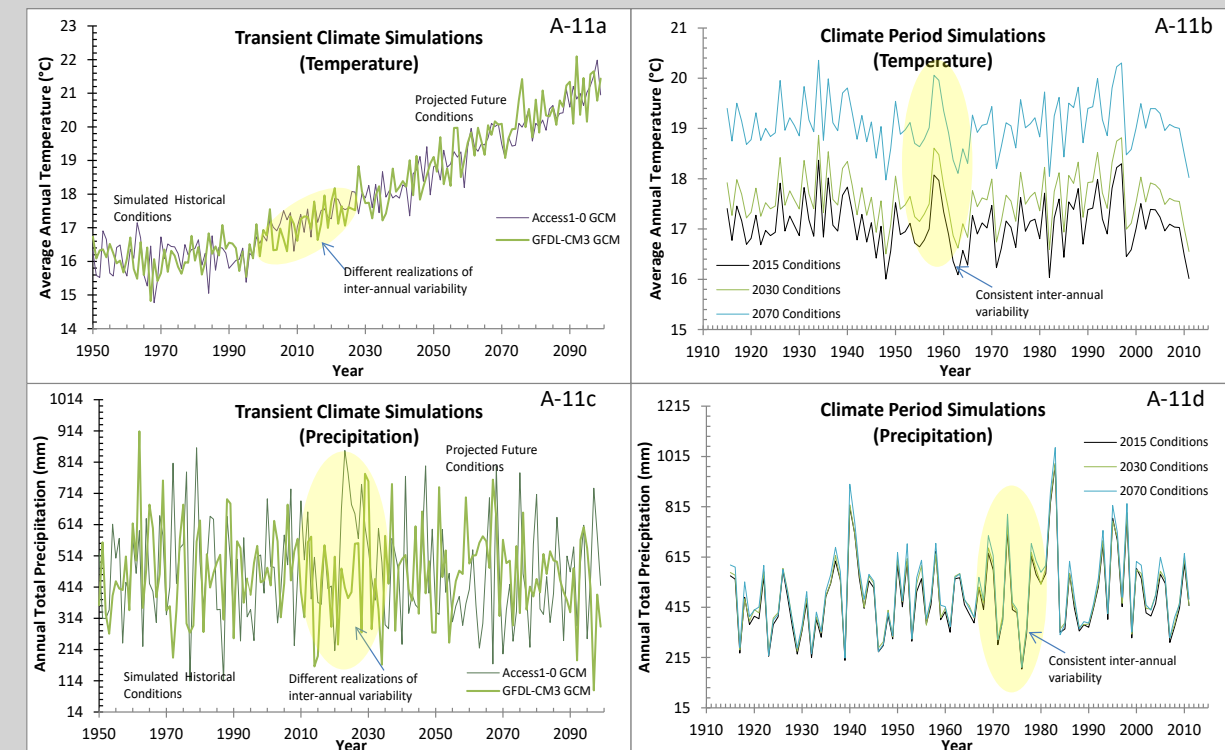 A-11a
Transient Climate Simulations
(Temperature)
Average Annual Temperature (°C)
23
22
21
20
19
18
17
16
15
14
Projected Future
Conditions
Simulated Historical
Conditions
Access1-0 GCM
GFDL-CM3 GCM
Different realizations of
inter-annual variability
1950 1970 1990 2010 2030 2050 2070 2090
Year
A-11b
Climate Period Simulations
(Temperature)
Average Annual Temperature (°C)
21
20
19
18
17
16
15
2015 Conditions
2030 Conditions
2070 Conditions
Consistent inter-annual
variability
1910 1920 1930 1940 1950 1960 1970 1980 1990 2000 2010
Year
A-11c
Transient Climate Simulations
(Precipitation)
Annual Total Precipiitation (mm)
1014
914
814
714
614
514
414
314
214
114
14
Projected Future
Conditions
Simulated Historical
Conditions
Different realizations of
inter-annual variability
Access1-0 GCM
GFDL-CM3 GCM
1950 1970 1990 2010 2030 2050 2070 2090
Year
A-11d
Climate Period Simulations
(Precipitation)
Annual Total Preicpitation (mm)
1215
1015
815
615
415
215
15
2015 Conditions
2030 Conditions
2070 Conditions
Consistent inter-annual
variability
1910 1920 1930 1940 1950 1960 1970 1980 1990 2000 2010
Year